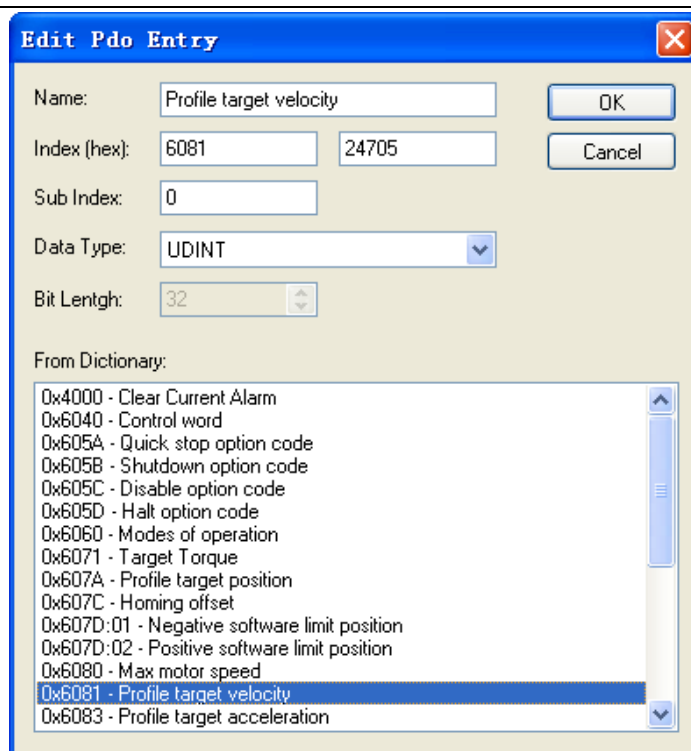 Edit Pdo Entry
Name: Profile target velocity OK
Index (hex): 6081 24705 Cancel
Sub Index: 0
Data Type: UDINT
Bit Lentgh: 32
From Dictionary:
0x4000 - Clear Current Alarm
0x6040 - Control word
0x605A - Quick stop option code
0x605B - Shutdown option code
0x605C - Disable option code
0x605D - Halt option code
0x6060 - Modes of operation
0x6071 - Target Torque
0x607A - Profile target position
0x607C - Homing offset
0x607D:01 - Negative software limit position
0x607D:02 - Positive software limit position
0x6080 - Max motor speed
0x6081 - Profile target velocity
0x6083 - Profile target acceleration